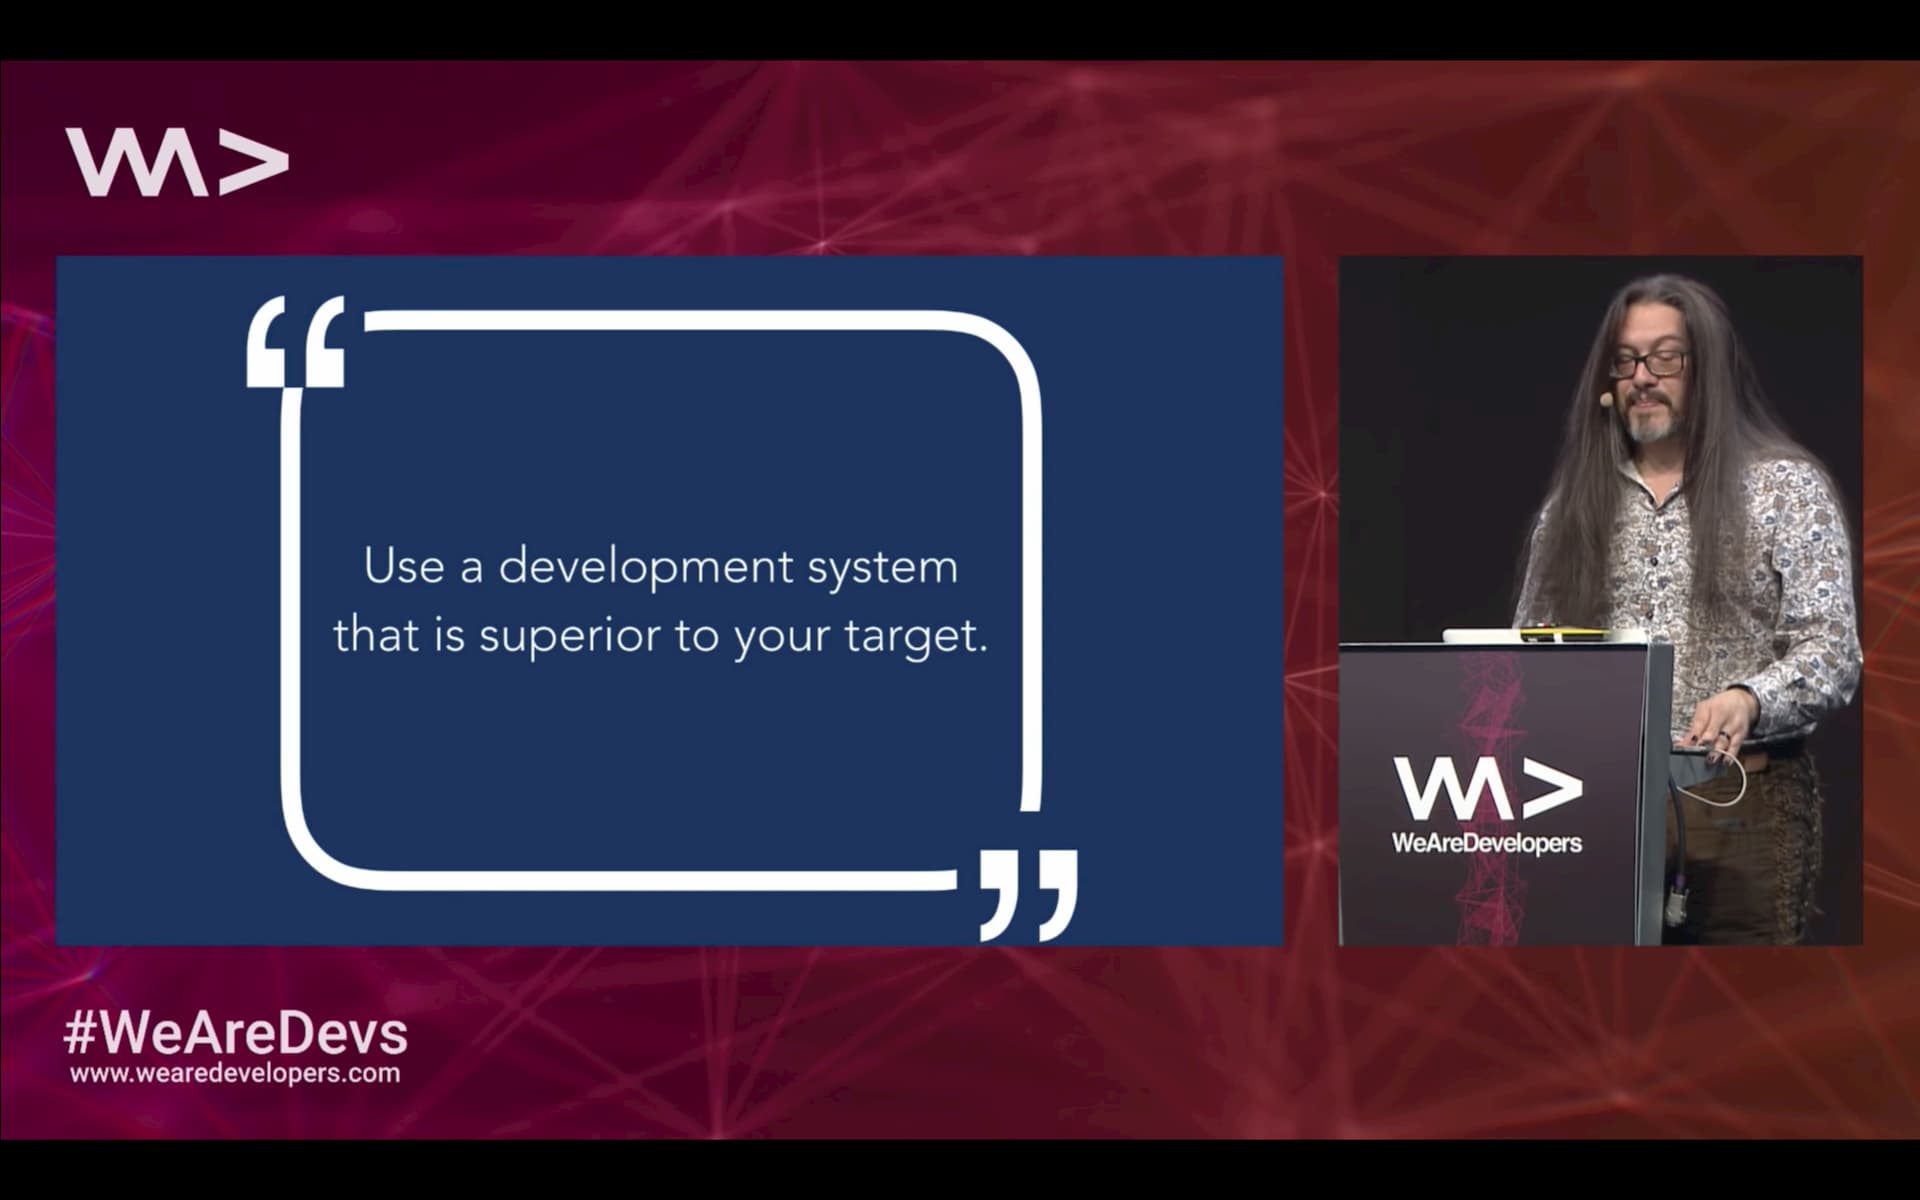 WA>
“
Use a development system
that is superior to your target.
”
WA>
WeAreDevelopers
#WeAreDevs
www.wearedevelopers.com